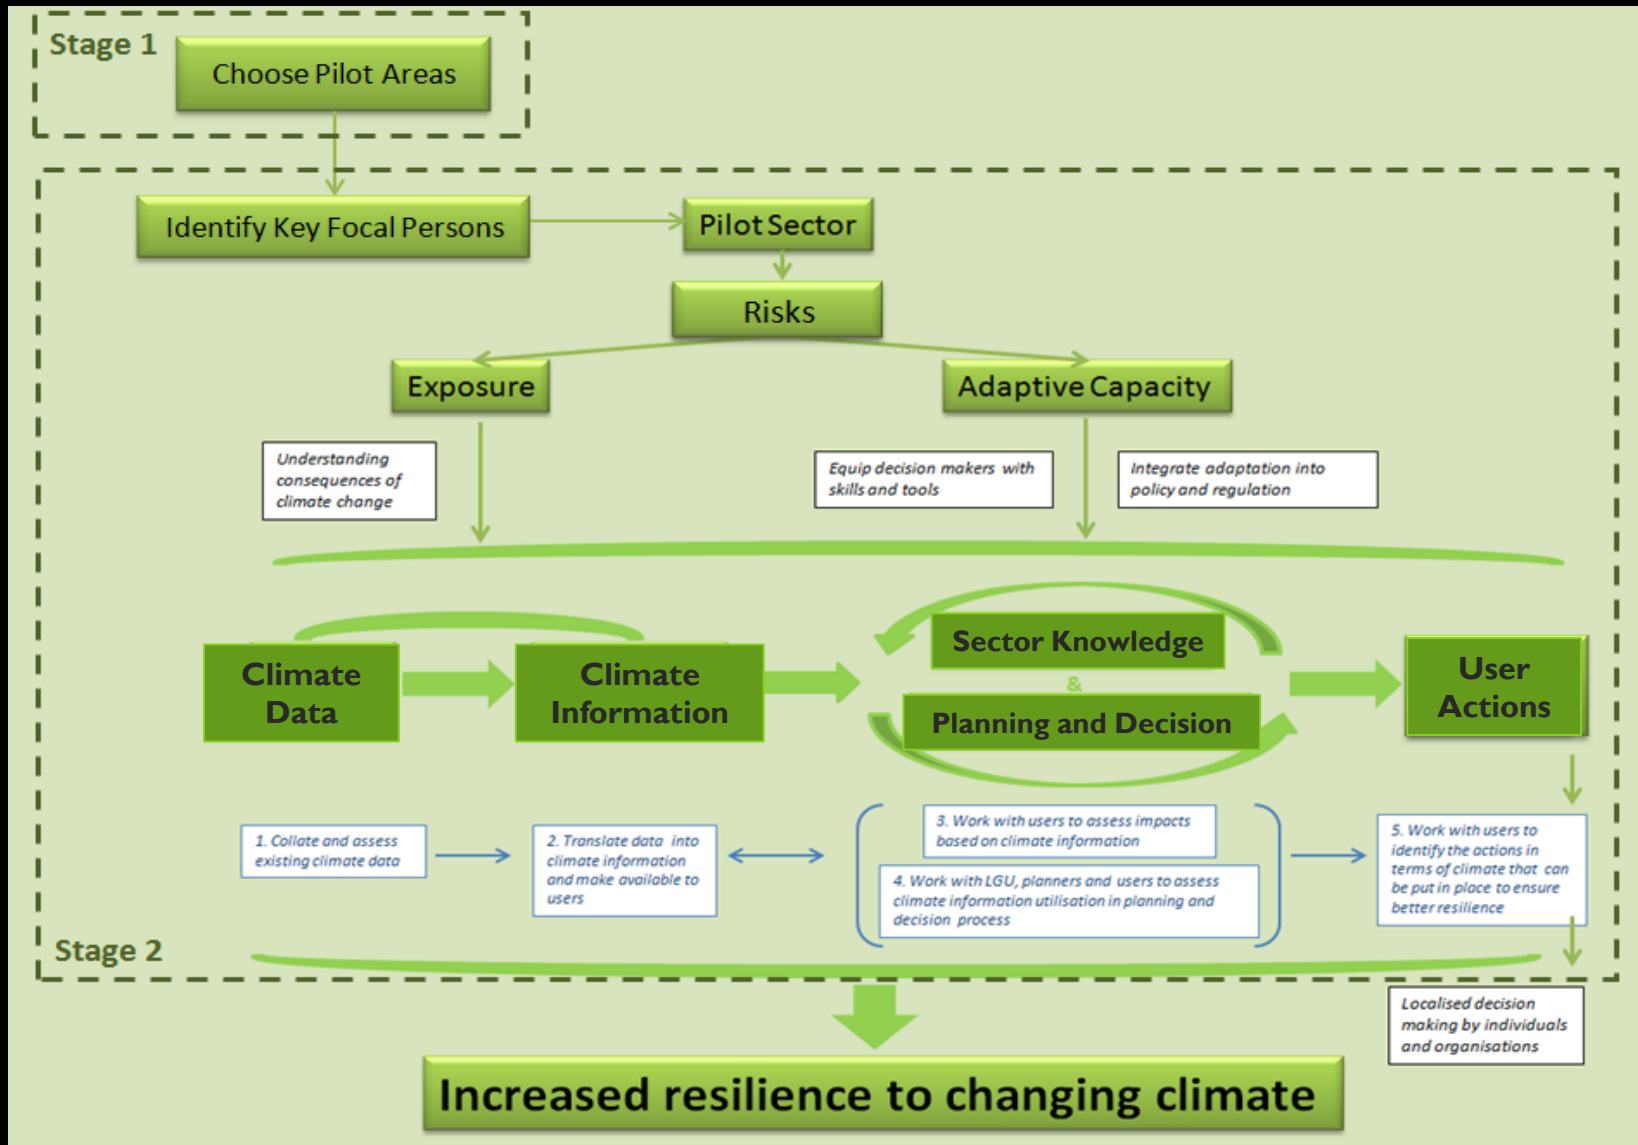 Stage 1
Choose Pilot Areas
Identify Key Focal Persons
Pilot Sector
Risks
Exposure
Adaptive Capacity
Understanding
consequences of
climate change
Equip decision makers with
skills and tools
Integrate adaptation into
policy and regulation
Climate
Data
Climate
Information
Sector Knowledge
&
Planning and Decision
User
Actions
1. Collate and assess
existing climate data
2. Translate data into
climate information
and make available to
users
3. Work with users to assess impacts
based on climate information
4. Work with LGU, planners and users to assess
climate information utilisation in planning and
decision process
5. Work with users to
identify the actions in
terms of climate that can
be put in place to ensure
better resilience
Stage 2
Localised decision
making by individuals
and organisations
Increased resilience to changing climate